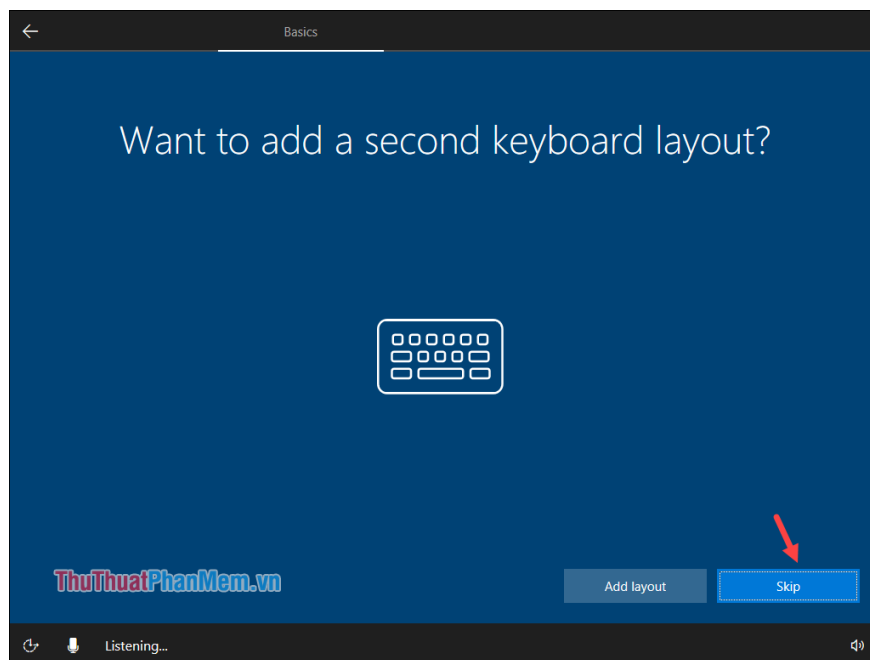 Basics
Want to add a second keyboard layout?
ThuThuatPhanMem.vn
Add layout
Skip
Listening...